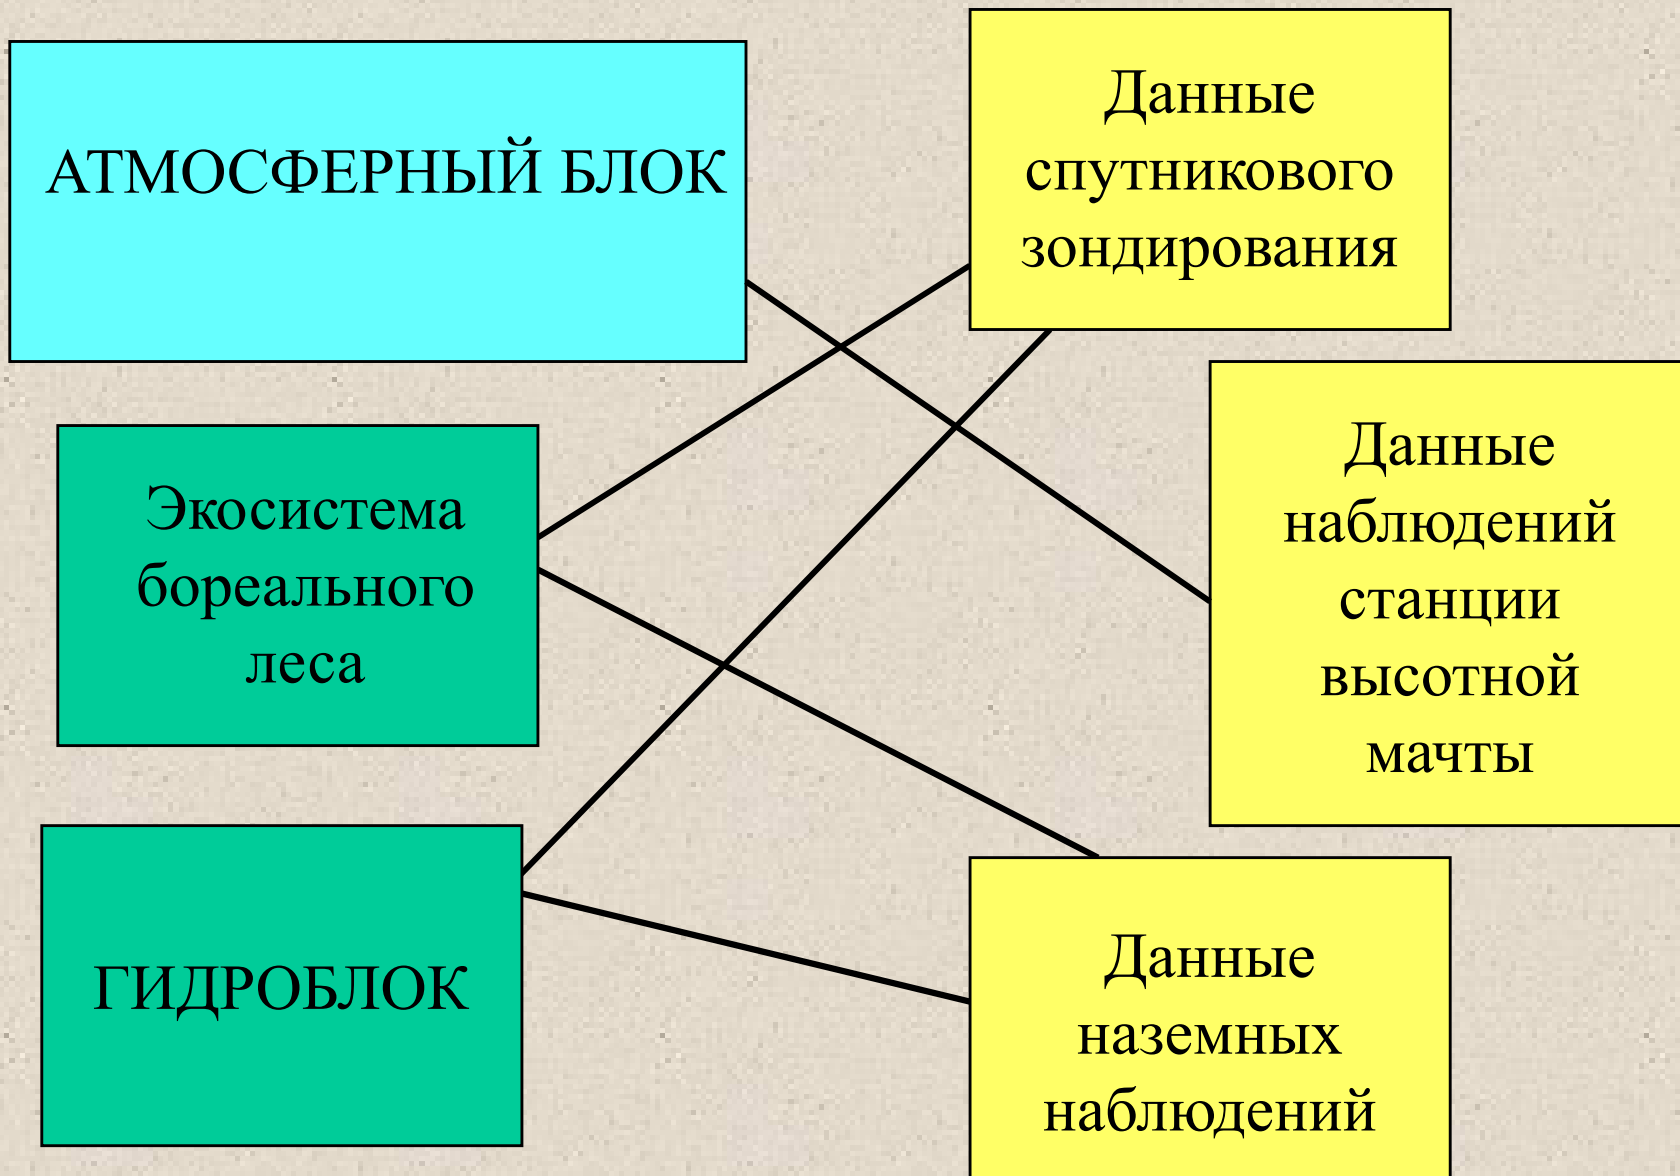 АТМОСФЕРНЫЙ БЛОК
Данные
спутникового
зондирования
Экосистема
бореального
леса
Данные
наблюдений
станции
высотной
мачты
ГИДРОБЛОК
Данные
наземных
наблюдений